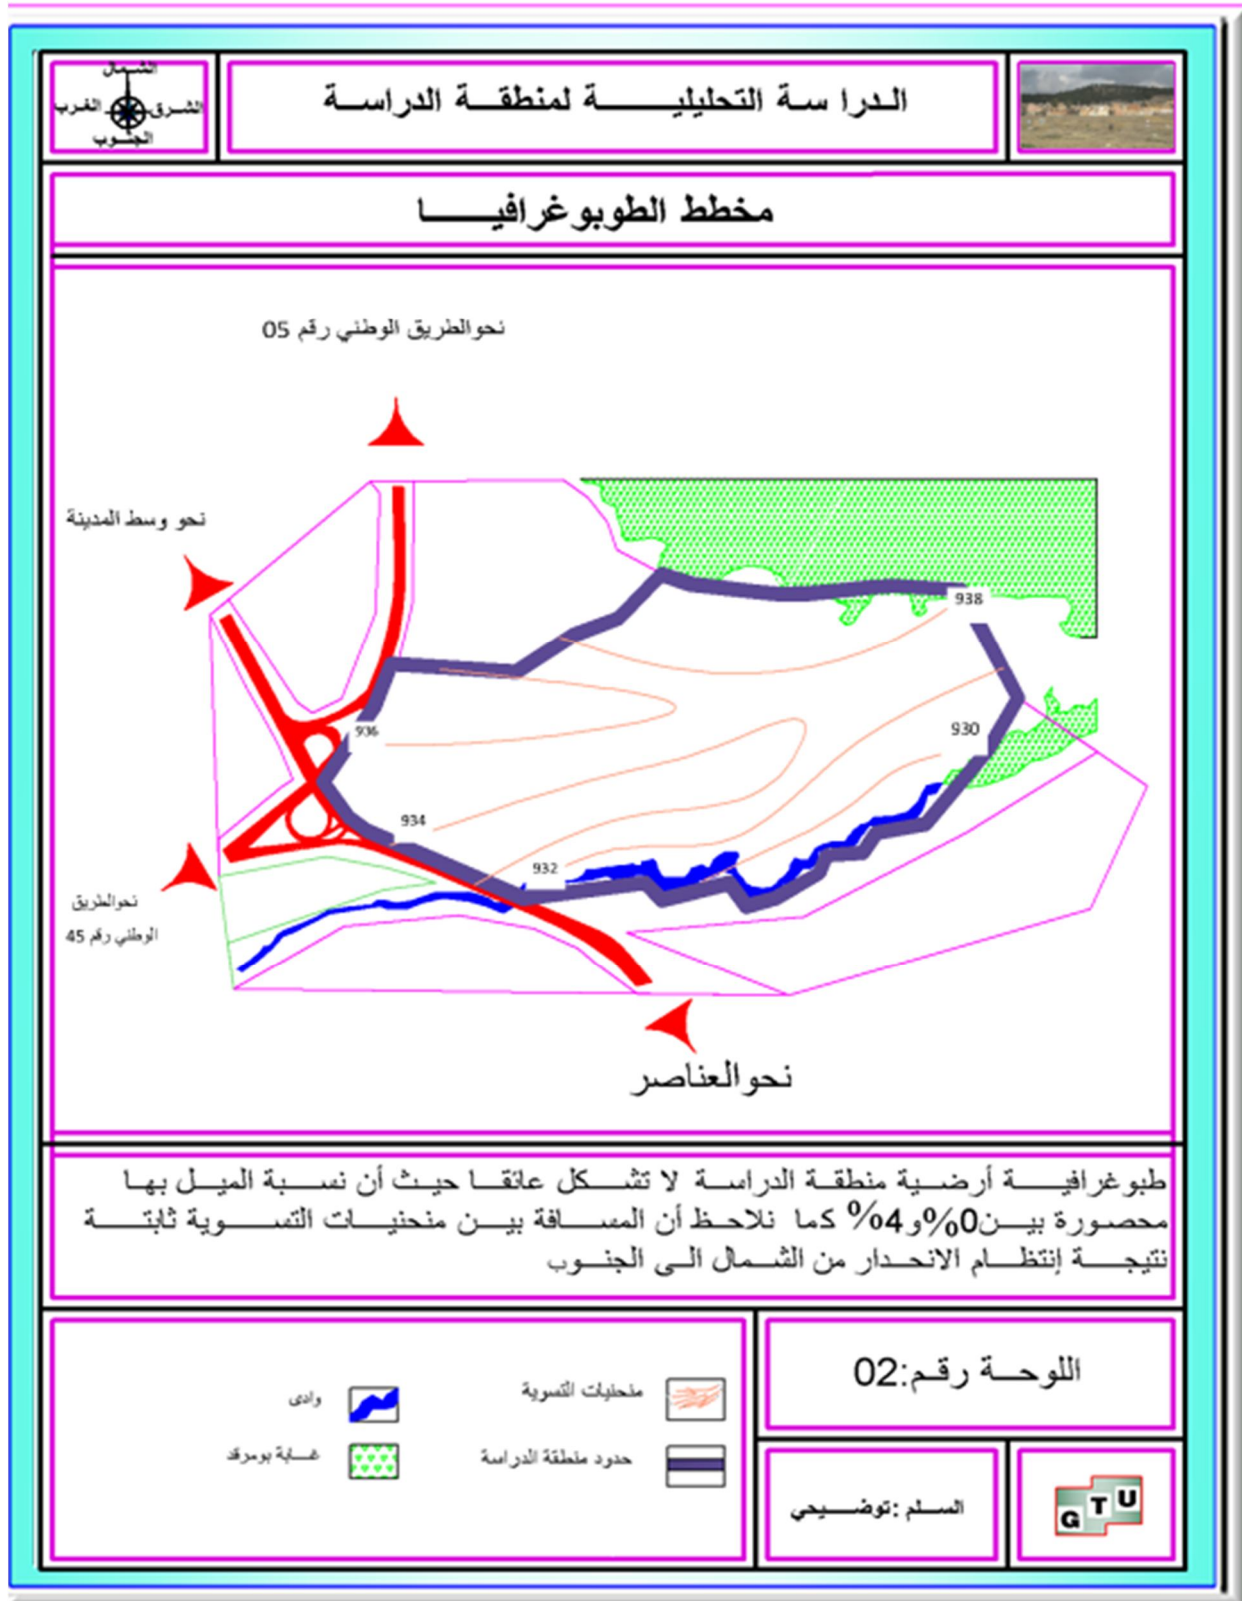 الشمال
الغرب
الشرق
الجنوب
الدرا سة التحليلية لمنطقة الدراسة
مخطط الطوبوغرافيا
نحوالطريق الوطني رقم 05
نحو وسط المدينة
938
930
936
934
932
نحوالطريق
الوطني رقم 45
نحوالعناصر
طبوغرافية أرضية منطقة الدراسة لا تشكل عائقا حيث أن نسبة الميل بها
محصورة بين0%و4% كما نلاحظ أن المسافة بين منحنيات التسوية ثابتة
نتيجة إنتظام الانحدار من الشمال الى الجنوب
منحنيات التسوية
وادى
حدود منطقة الدراسة
غابة بومرقد
اللوحة رقم:02
السلم :توضيحي
GTU